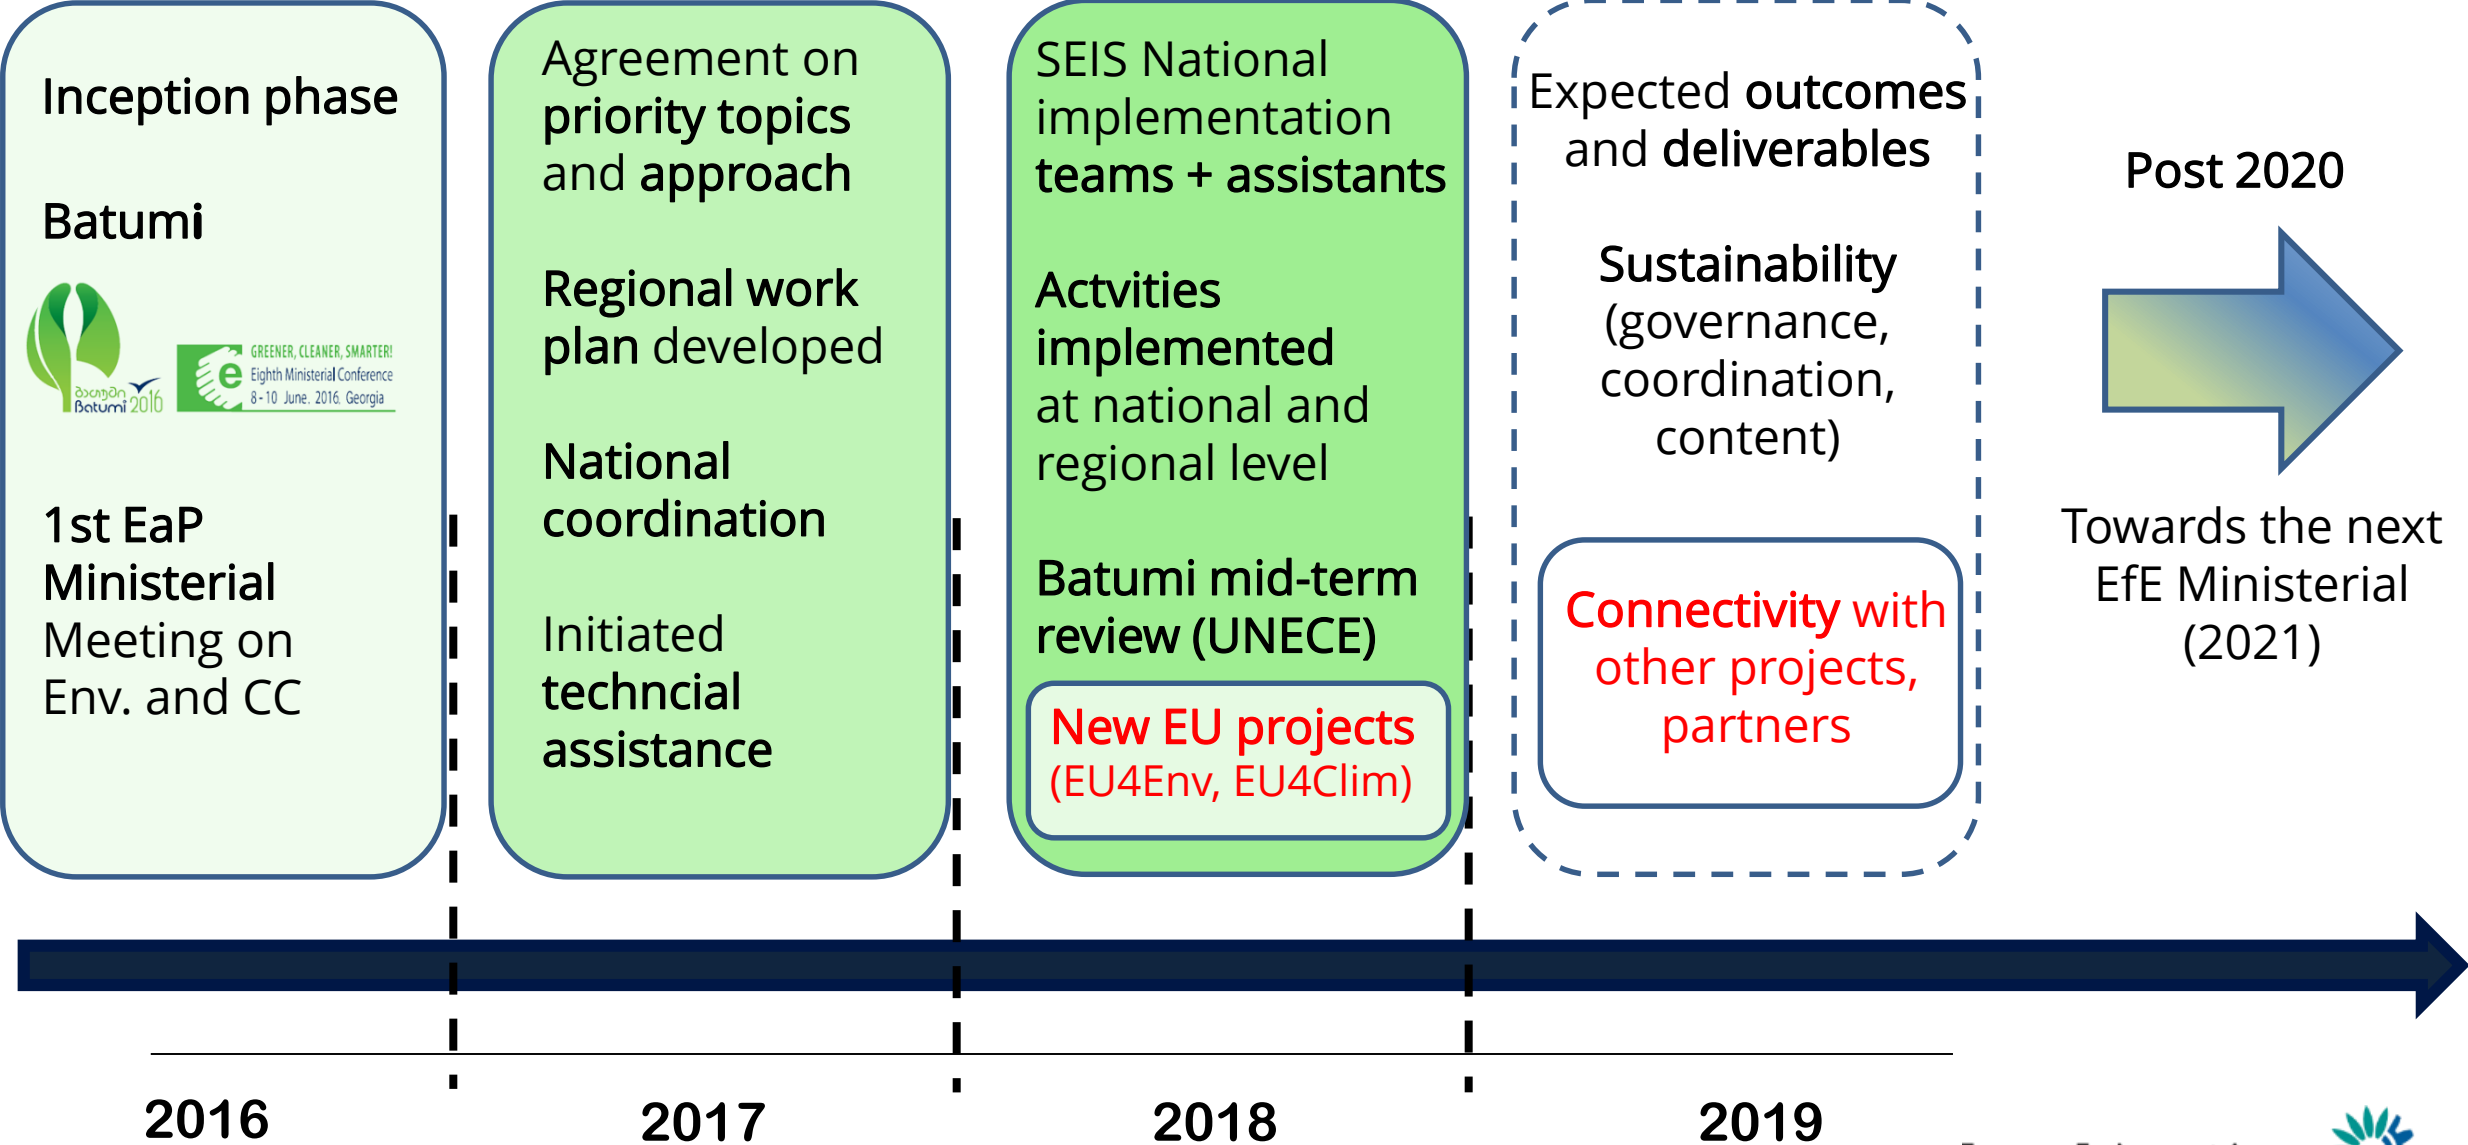 Inception phase
Batumi
ბათუმი
Batumi 2016
e
GREENER, CLEANER, SMARTER!
Eighth Ministerial Conference
8-10 June. 2016. Georgia
1st EaP
Ministerial
Meeting on
Env. and CC
Agreement on
priority topics
and approach
Regional work
plan developed
National
coordination
Initiated
techncial
assistance
SEIS National
implementation
teams + assistants
Actvities
implemented
at national and
regional level
Batumi mid-term
review (UNECE)
New EU projects
(EU4Env, EU4Clim)
Expected outcomes
and deliverables
Sustainability
(governance,
coordination,
content)
Connectivity with
other projects,
partners
Post 2020
Towards the next
EfE Ministerial
(2021)
2016
2017
2018
2019